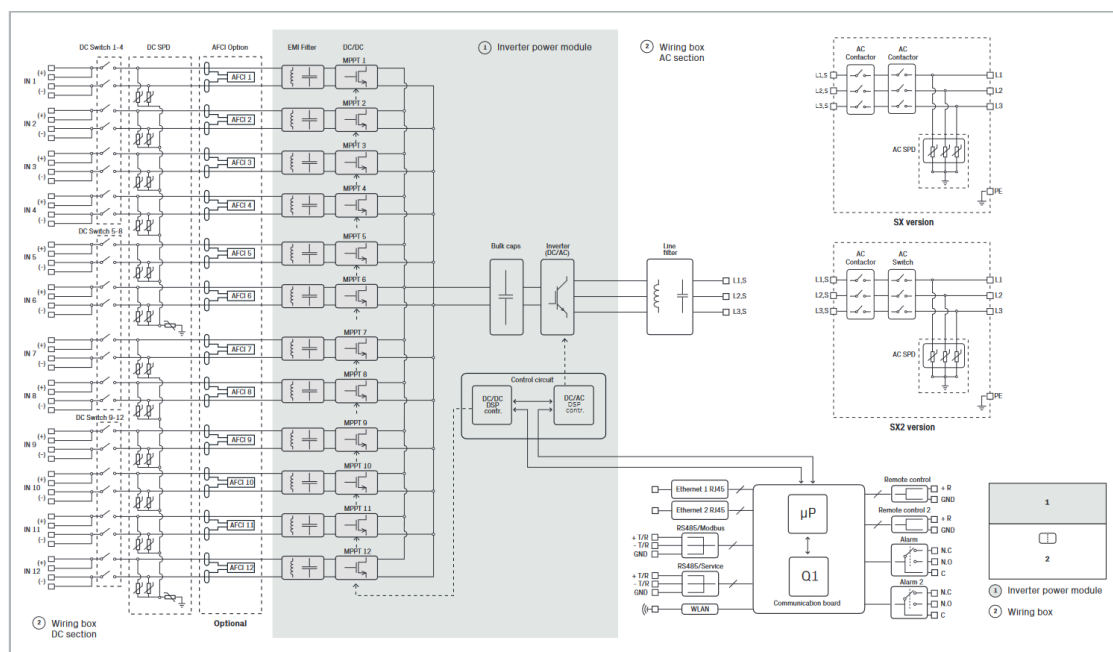 DC Switch 1-4
DC SPD
AFCI Option
EMI Filter
DC/DC
1 Inverter power module
2 Wiring box
AC section
MPPT 1
(+)
IN 1
(-)
AFCI 1
MPPT 2
(+)
IN 2
(-)
AFCI 2
MPPT 3
(+)
IN 3
(-)
AFCI 3
MPPT 4
(+)
IN 4
(-)
AFCI 4
DC Switch 5-8
MPPT 5
(+)
IN 5
(-)
AFCI 5
MPPT 6
(+)
IN 6
(-)
AFCI 6
MPPT 7
(+)
IN 7
(-)
AFCI 7
MPPT 8
(+)
IN 8
(-)
AFCI 8
DC Switch 9-12
MPPT 9
(+)
IN 9
(-)
AFCI 9
MPPT 10
(+)
IN 10
(-)
AFCI 10
MPPT 11
(+)
IN 11
(-)
AFCI 11
MPPT 12
(+)
IN 12
(-)
AFCI 12
2 Wiring box
DC section
Optional
Bulk caps
Inverter
(DC/AC)
Line
filter
L1,S
L2,S
L3,S
Control circuit
DC/DC
DSP
contr.
DC/AC
DSP
contr.
AC
Contactor
AC
Contactor
L1,S
L2,S
L3,S
L1
L2
L3
AC SPD
PE
SX version
AC
Contactor
AC
Switch
L1,S
L2,S
L3,S
L1
L2
L3
AC SPD
PE
SX2 version
Ethernet 1 RJ45
Ethernet 2 RJ45
RS485/Modbus
+ T/R
- T/R
GND
RS485/Service
+ T/R
- T/R
GND
WLAN
µP
Q1
Communication board
Remote control
+ R
GND
Remote control 2
+ R
GND
Alarm
N.C
N.O
C
Alarm 2
N.C
N.O
C
1
2
1 Inverter power module
2 Wiring box